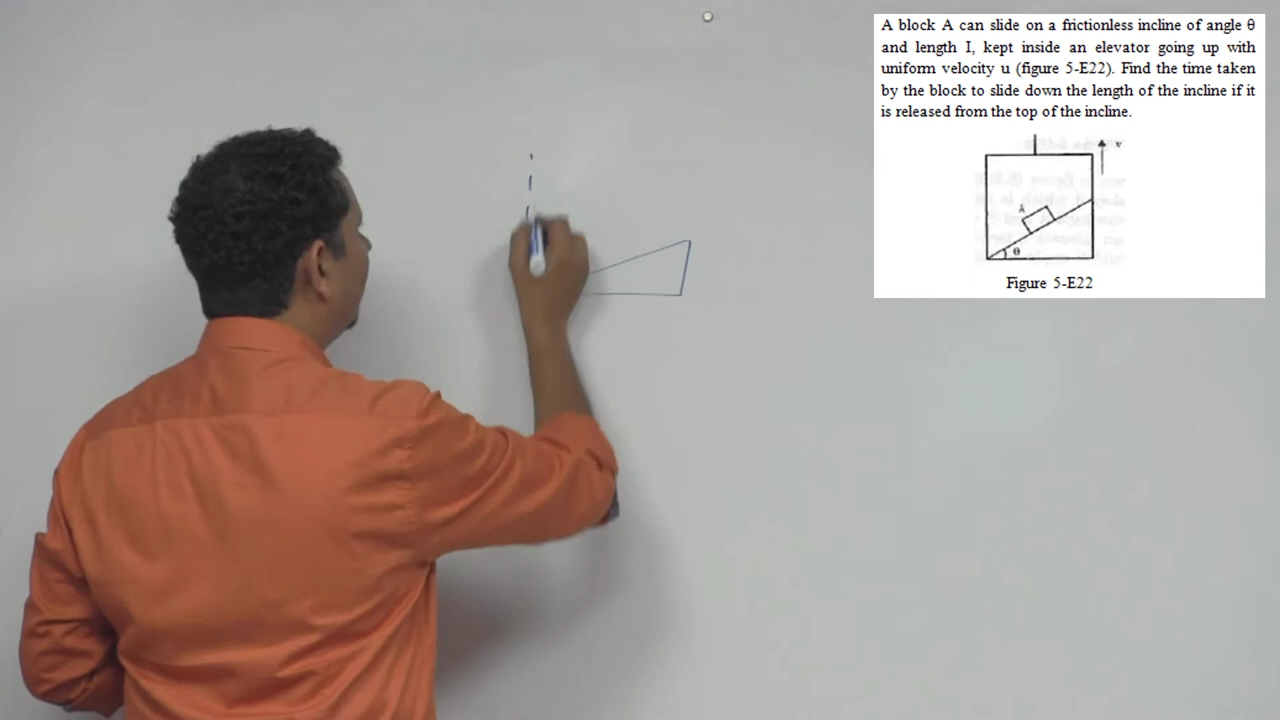 A block A can slide on a frictionless incline of angle θ
and length I, kept inside an elevator going up with
uniform velocity u (figure 5-E22). Find the time taken
by the block to slide down the length of the incline if it
is released from the top of the incline.
v
A
θ
Figure 5-E22